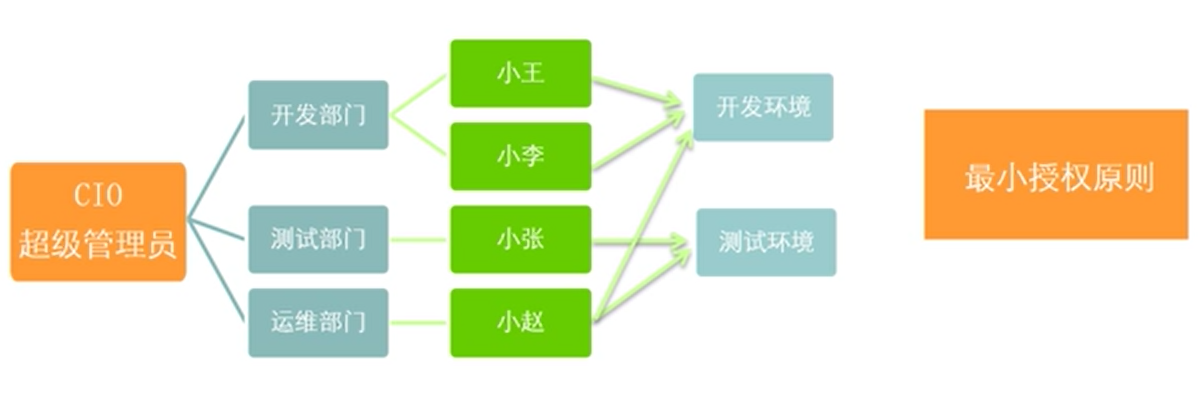 CIO
超级管理员
开发部门
测试部门
运维部门
小王
小李
小张
小赵
开发环境
测试环境
最小授权原则